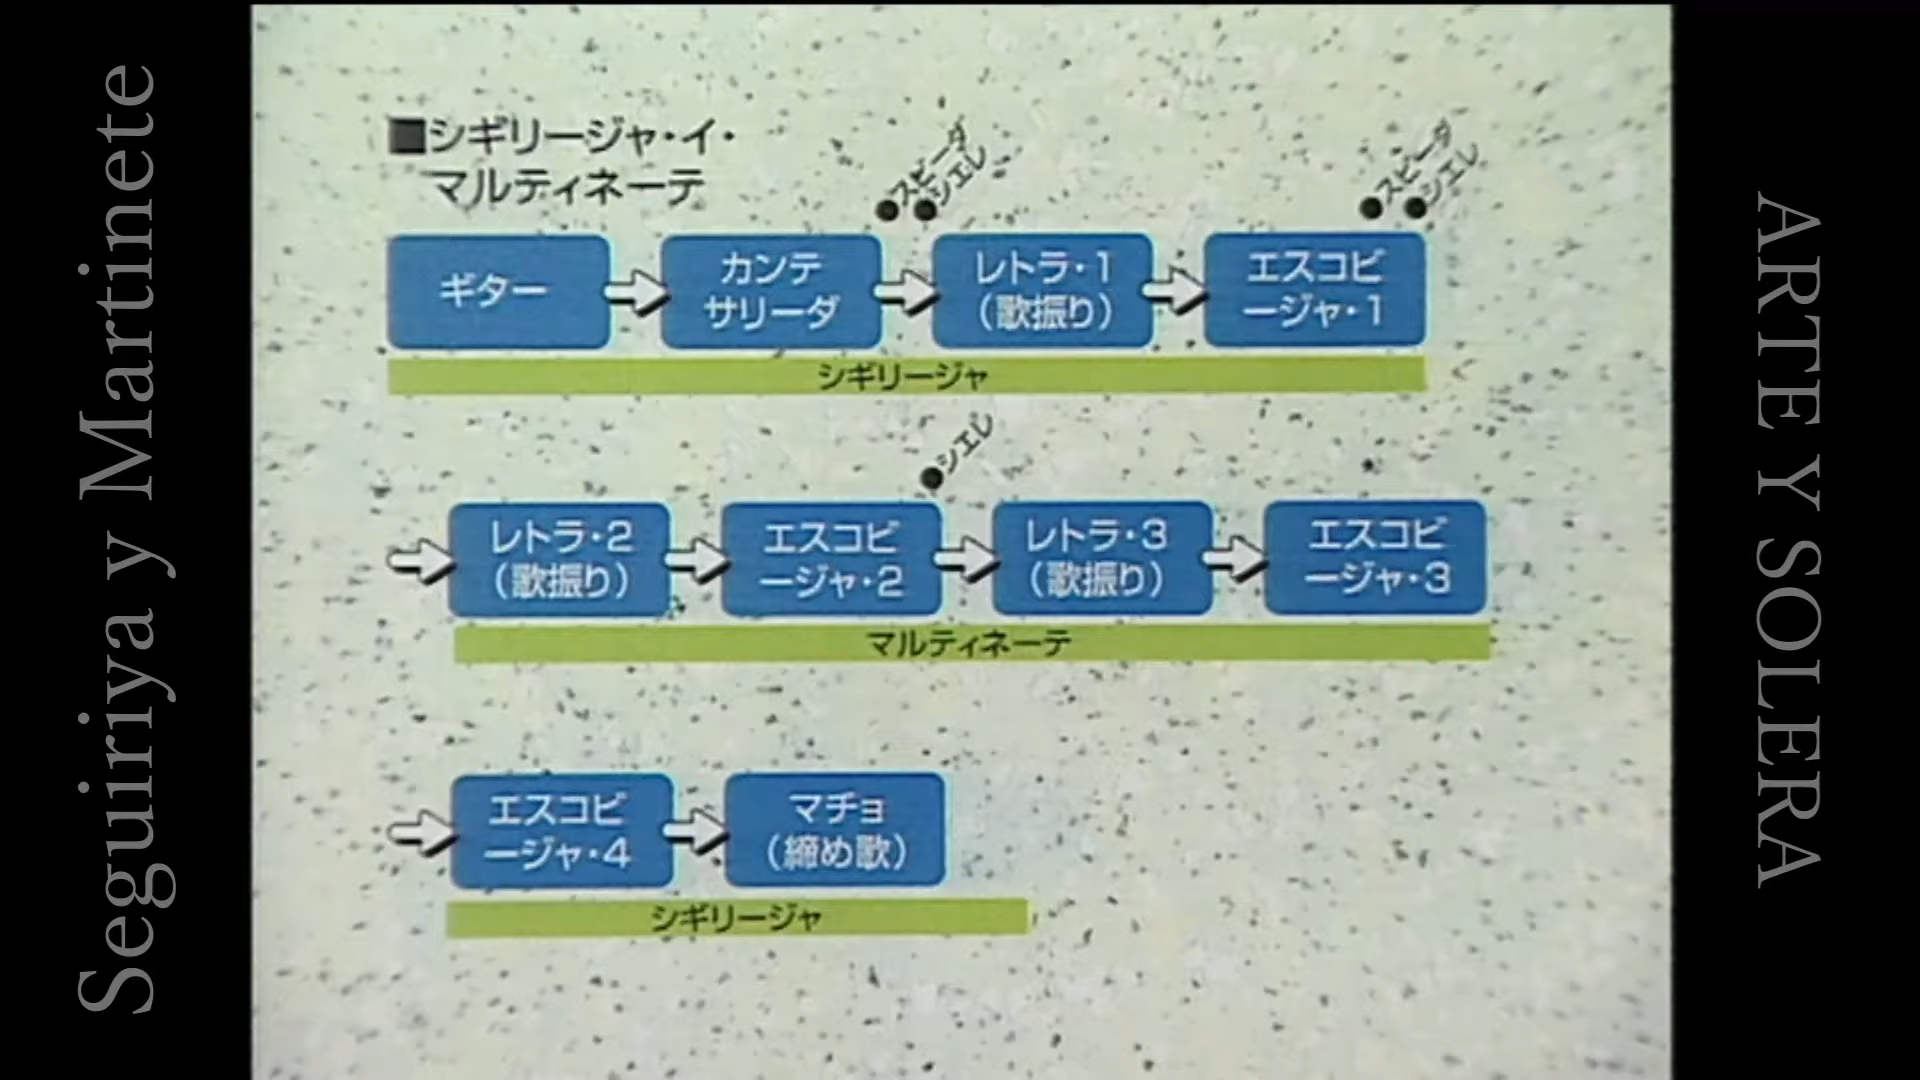 Seguiriya y Martinete
■シギリージャ・イ・
マルティネーテ
スビーダ
シエレ
スビーダ
シエレ
ギター
カンテ
サリーダ
レトラ・1
（歌振り）
エスコビ
ージャ・1
シギリージャ
シエレ
レトラ・2
（歌振り）
エスコビ
ージャ・2
レトラ・3
（歌振り）
エスコビ
ージャ・3
マルティネーテ
エスコビ
ージャ・4
マチョ
（締め歌）
シギリージャ
ARTE Y SOLERA